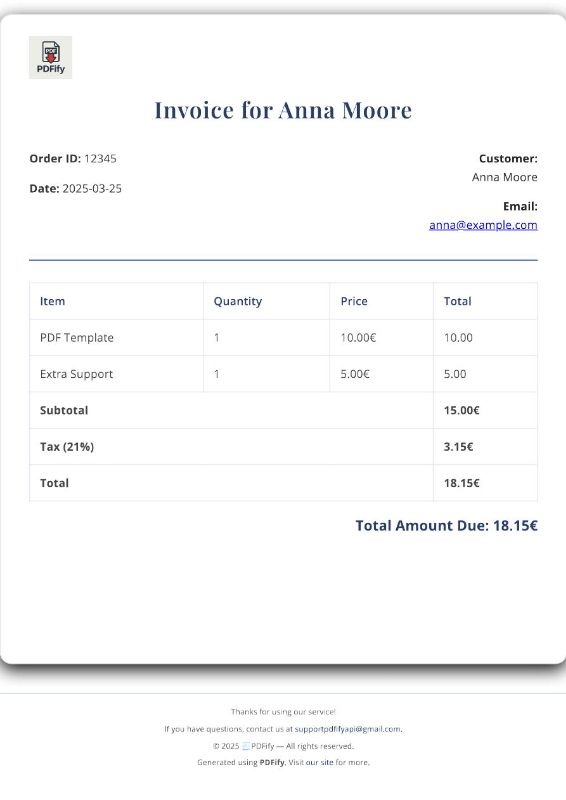 PDF
PDFify
Invoice for Anna Moore
Order ID: 12345
Date: 2025-03-25
Customer:
Anna Moore
Email:
anna@example.com
Item Quantity Price Total
PDF Template 1 10.00€ 10.00
Extra Support 1 5.00€ 5.00
Subtotal 15.00€
Tax (21%) 3.15€
Total 18.15€
Total Amount Due: 18.15€
Thanks for using our service!
If you have questions, contact us at supportpdfifyapi@gmail.com.
© 2025 🧾PDFify — All rights reserved.
Generated using PDFify. Visit our site for more.